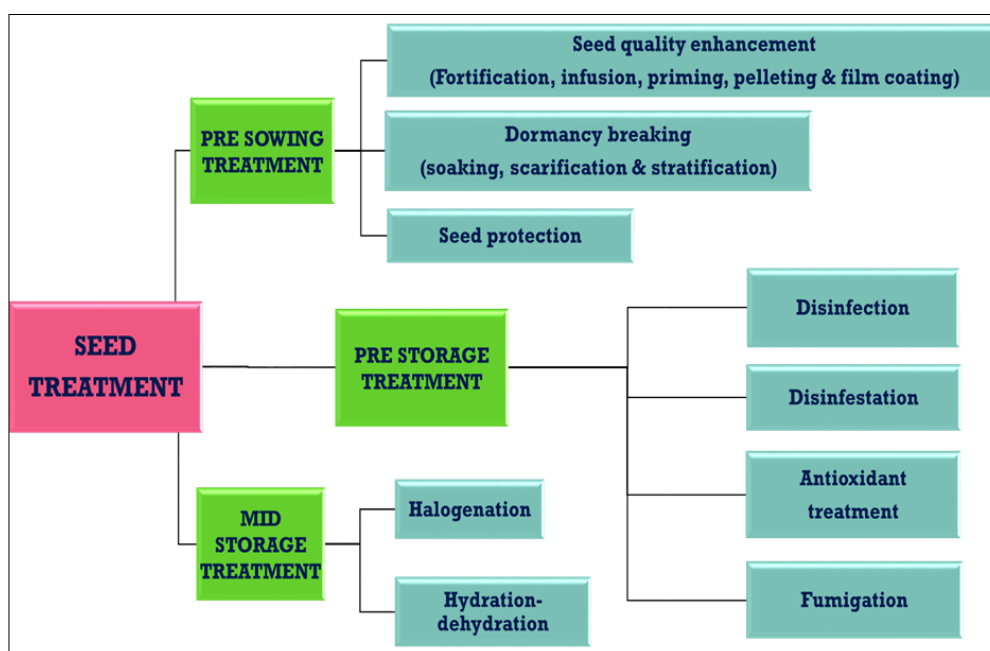 Seed quality enhancement
(Fortification, infusion, priming, pelleting & film coating)
PRE SOWING
TREATMENT
Dormancy breaking
(soaking, scarification & stratification)
Seed protection
SEED
TREATMENT
PRE STORAGE
TREATMENT
Disinfection
Disinfestation
Antioxidant
treatment
Fumigation
MID
STORAGE
TREATMENT
Halogenation
Hydration-
dehydration